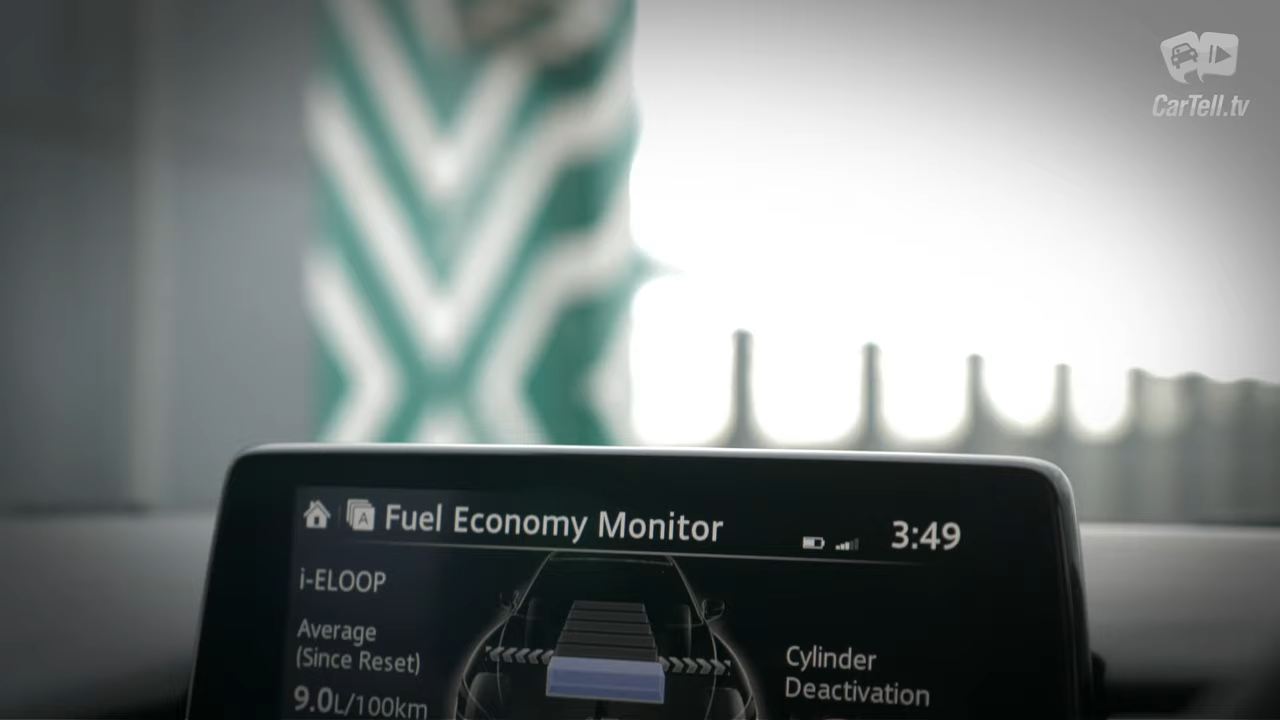 CarTell.tv
A Fuel Economy Monitor 3:49
i-ELOOP
Average
(Since Reset)
9.0L/100km
Cylinder
Deactivation